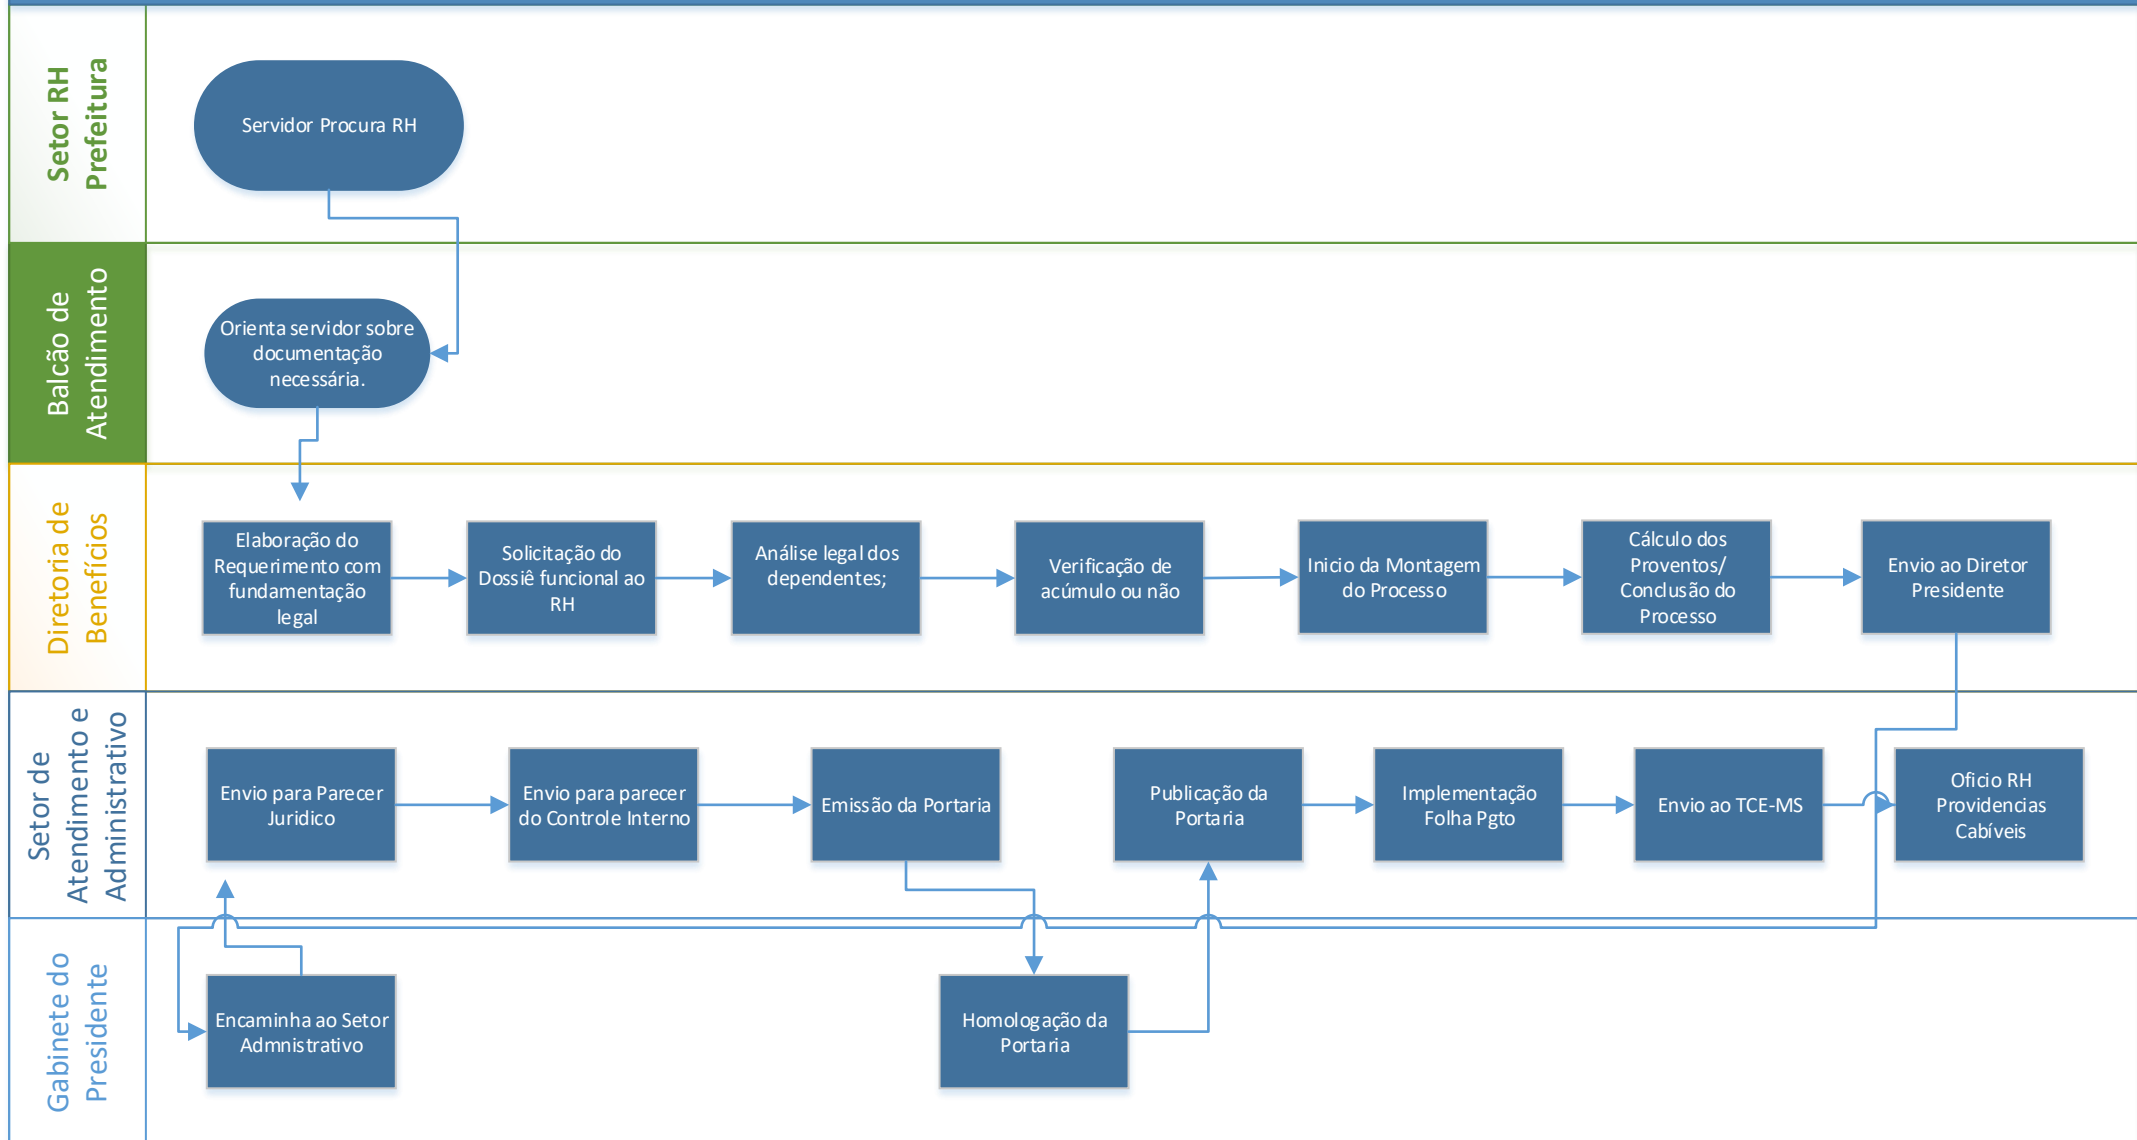 Setor RH
Prefeitura
Servidor Procura RH
Balcão de
Atendimento
Orienta servidor sobre
documentação
necessária.
Diretoria de
Benefícios
Elaboração do
Requerimento com
fundamentação
legal
Solicitação do
Dossiê funcional ao
RH
Análise legal dos
dependentes;
Verificação de
acúmulo ou não
Inicio da Montagem
do Processo
Cálculo dos
Proventos/
Conclusão do
Processo
Envio ao Diretor
Presidente
Setor de
Atendimento e
Administrativo
Envio para Parecer
Juridico
Envio para parecer
do Controle Interno
Emissão da Portaria
Publicação da
Portaria
Implementação
Folha Pgto
Envio ao TCE-MS
Oficio RH
Providencias
Cabíveis
Gabinete do
Presidente
Encaminha ao Setor
Admnistrativo
Homologação da
Portaria